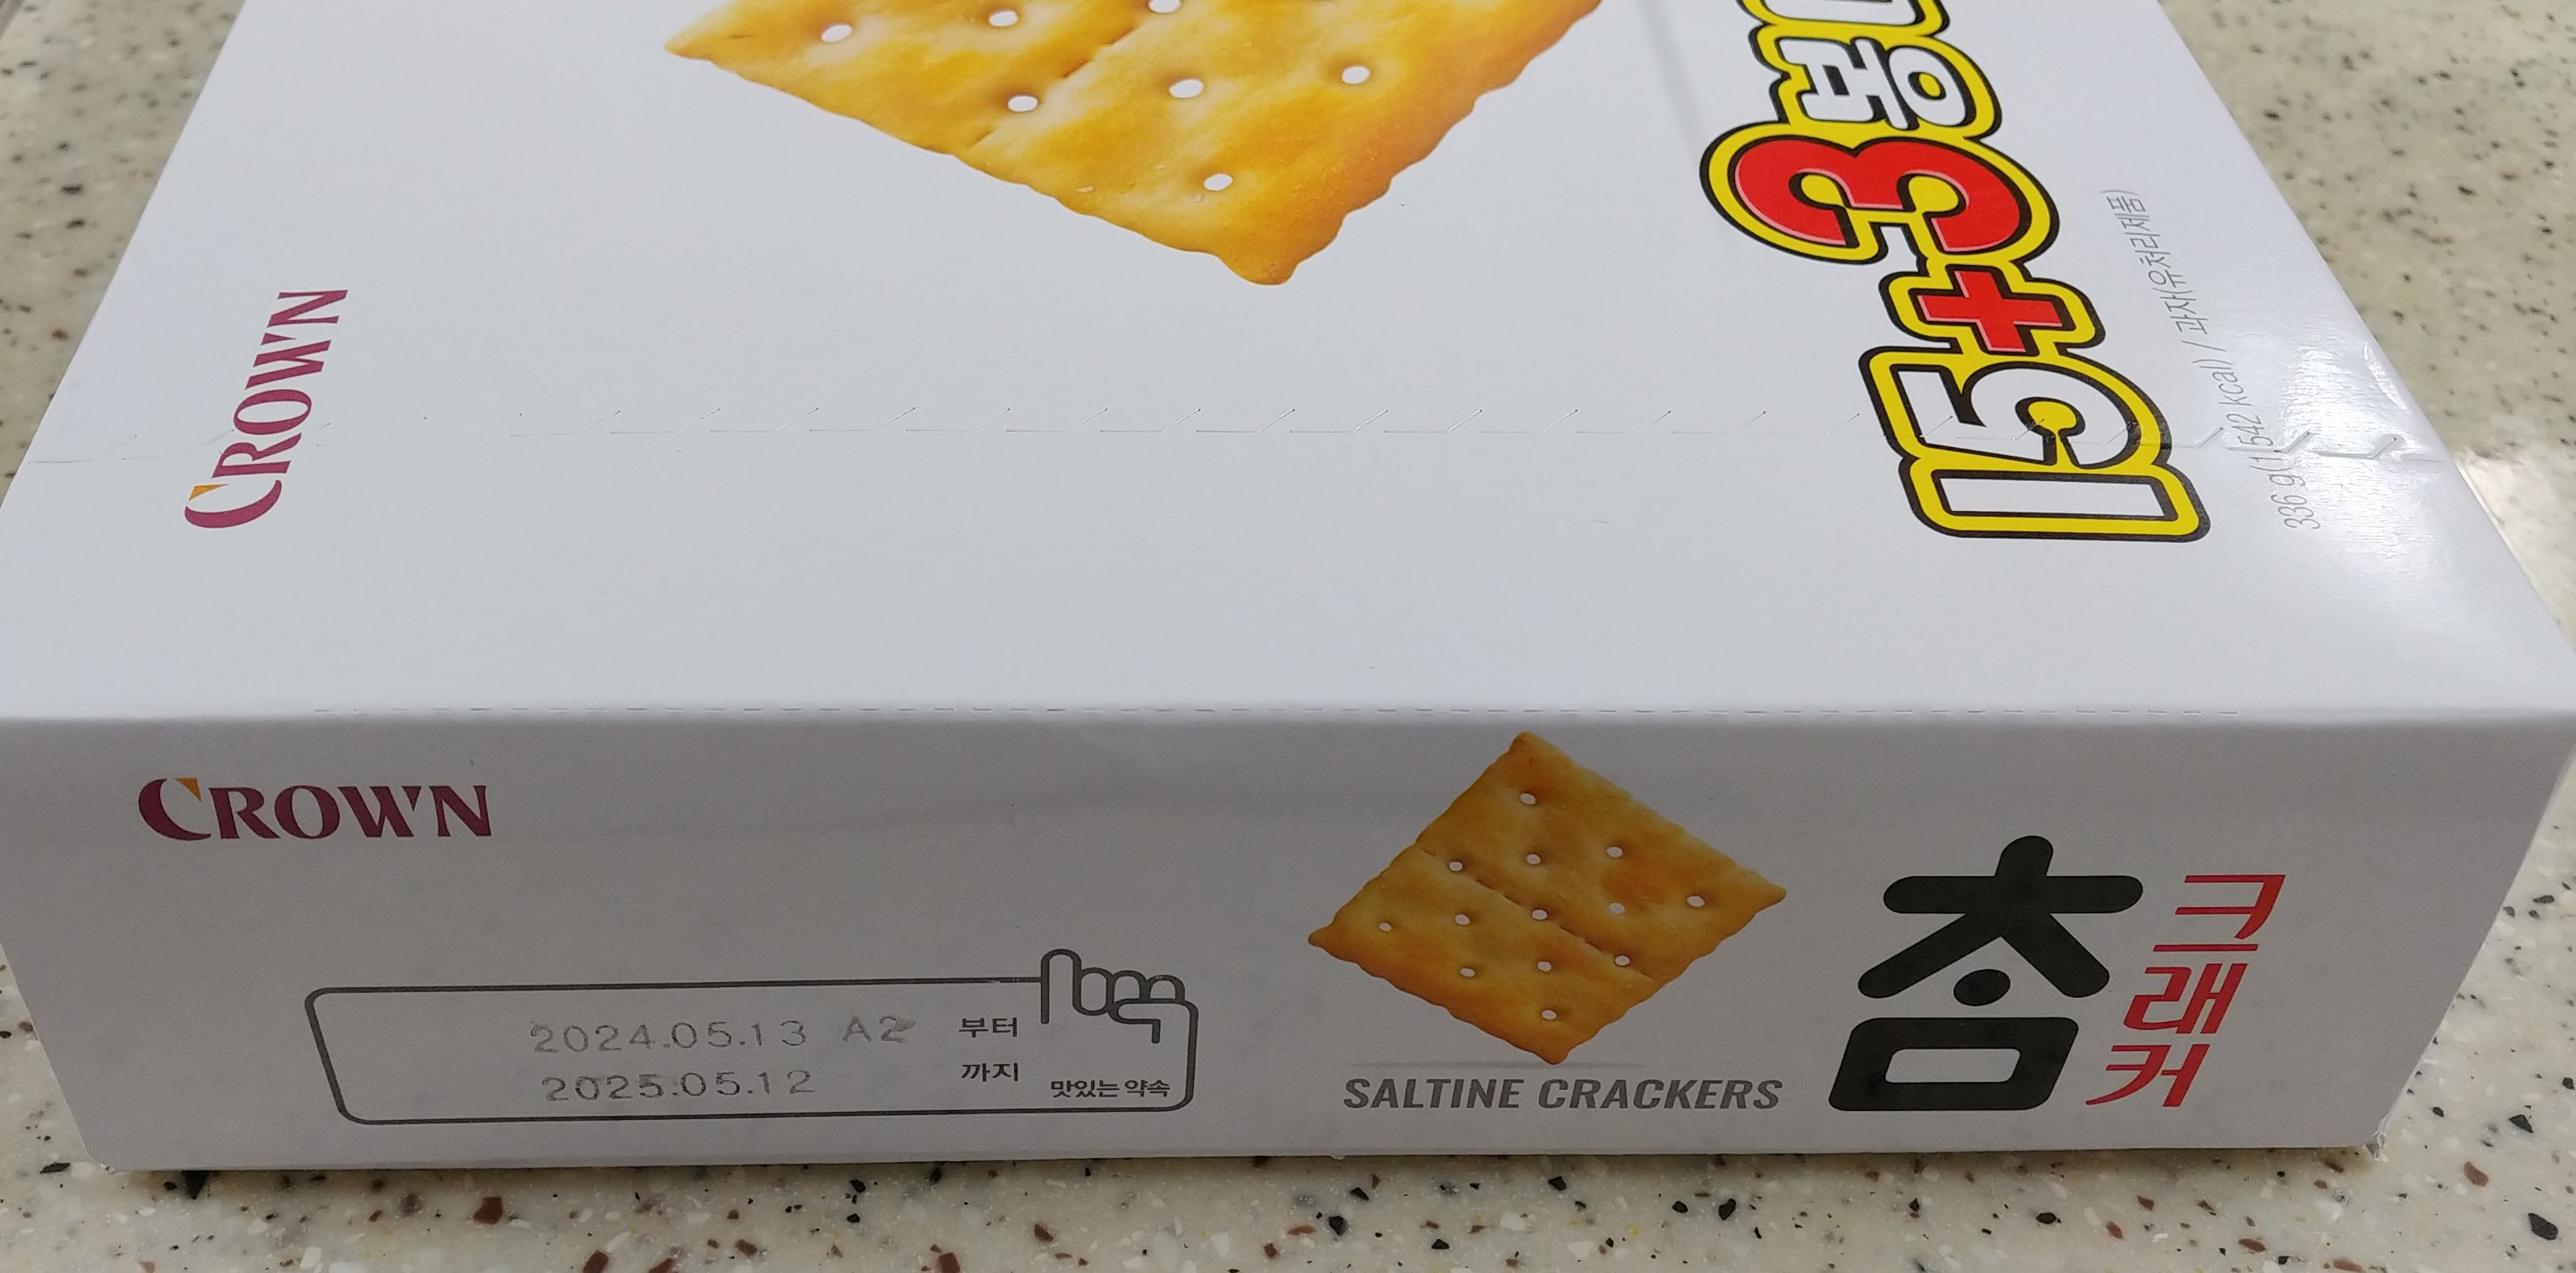 CROWN
15+3봉
336 g(1,542 kcal) / 과자(유처리제품)
CROWN
2024.05.13 A2 부터
2025.05.12 까지
맛있는 약속
SALTINE CRACKERS
참
크래커